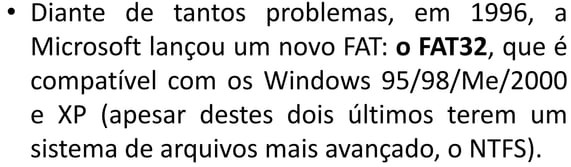 • Diante de tantos problemas, em 1996, a
Microsoft lançou um novo FAT: o FAT32, que é
compatível com os Windows 95/98/Me/2000
e XP (apesar destes dois últimos terem um
sistema de arquivos mais avançado, o NTFS).